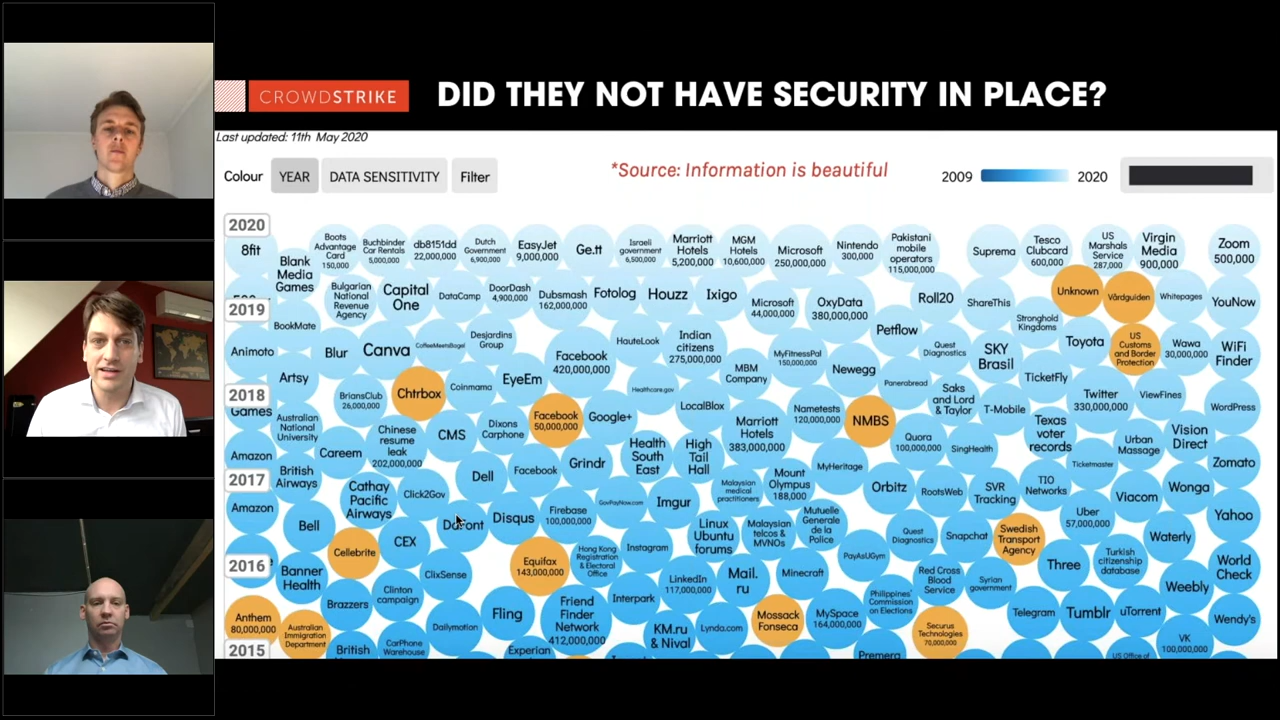 CROWDSTRIKE
DID THEY NOT HAVE SECURITY IN PLACE?
Last updated: 11th May 2020
Colour
YEAR
DATA SENSITIVITY
Filter
*Source: Information is beautiful
2009
2020
2020
8fit
Blank
Media
Games
Boots
Advantage
Card
150,000
Buchbinder
Car Rentals
5,000,000
db8151dd
22,000,000
Dutch
Government
6,900,000
EasyJet
9,000,000
Ge.tt
Israeli
government
6,500,000
Marriott
Hotels
5,200,000
MGM
Hotels
10,600,000
Microsoft
250,000,000
Nintendo
300,000
Pakistani
mobile
operators
115,000,000
Suprema
Tesco
Clubcard
600,000
US
Marshals
Service
287,000
Virgin
Media
900,000
Zoom
500,000
2019
BookMate
Bulgarian
National
Revenue
Agency
Capital
One
DataCamp
DoorDash
4,900,000
Dubsmash
162,000,000
Fotolog
Houzz
Ixigo
Microsoft
44,000,000
OxyData
380,000,000
Roll20
ShareThis
Unknown
Vårdguiden
Whitepages
YouNow
Animoto
Artsy
Blur
Canva
CoffeeMeetsBagel
Desjardins
Group
Facebook
420,000,000
HauteLook
Indian
citizens
275,000,000
MBM
Company
MyFitnessPal
150,000,000
Petflow
Newegg
Quest
Diagnostics
SKY
Brasil
Stronghold
Kingdoms
Toyota
US
Customs
and Border
Protection
Wawa
30,000,000
WiFi
Finder
2018
Games
Australian
National
University
BriansClub
26,000,000
Chtrbox
Coinmama
EyeEm
Facebook
50,000,000
Google+
Healthcare.gov
LocalBlox
Marriott
Hotels
383,000,000
Nametests
120,000,000
NMBS
Panerabread
Saks
and Lord
& Taylor
T-Mobile
TicketFly
Texas
voter
records
Twitter
330,000,000
ViewFines
WordPress
Amazon
British
Airways
Careem
Chinese
resume
leak
202,000,000
CMS
Dixons
Carphone
Dell
Facebook
Grindr
Health
South
East
High
Tail
Hall
Mount
Olympus
188,000
MyHeritage
Quora
100,000,000
SingHealth
Ticketmaster
Urban
Massage
Vision
Direct
Zomato
2017
Amazon
Bell
Cathay
Pacific
Airways
Click2Gov
DuPont
Disqus
Firebase
100,000,000
GovPayNow.com
Imgur
Malaysian
medical
practitioners
Linux
Ubuntu
forums
Malaysian
telcos &
MVNOs
Mutuelle
Generale
de la
Police
Orbitz
RootsWeb
SVR
Tracking
TIO
Networks
Uber
57,000,000
Viacom
Wonga
Yahoo
2016
Banner
Health
Cellebrite
CEX
ClixSense
Equifax
143,000,000
Hong Kong
Registration
& Electoral
Office
Instagram
LinkedIn
117,000,000
Mail.
ru
Minecraft
PayAsUGym
Quest
Diagnostics
Snapchat
Swedish
Transport
Agency
Three
Turkish
citizenship
database
Waterly
Weebly
World
Check
Anthem
80,000,000
Australian
Immigration
Department
Brazzers
Clinton
campaign
Dailymotion
Fling
Friend
Finder
Network
412,000,000
Interpark
KM.ru
& Nival
Lynda.com
Mossack
Fonseca
MySpace
164,000,000
Philippines'
Commission
on Elections
Red Cross
Blood
Service
Securus
Technologies
70,000,000
Syrian
government
Telegram
Tumblr
uTorrent
VK
100,000,000
Wendy's
2015
British
CarPhone
Warehouse
Experian
Premera
US Office of